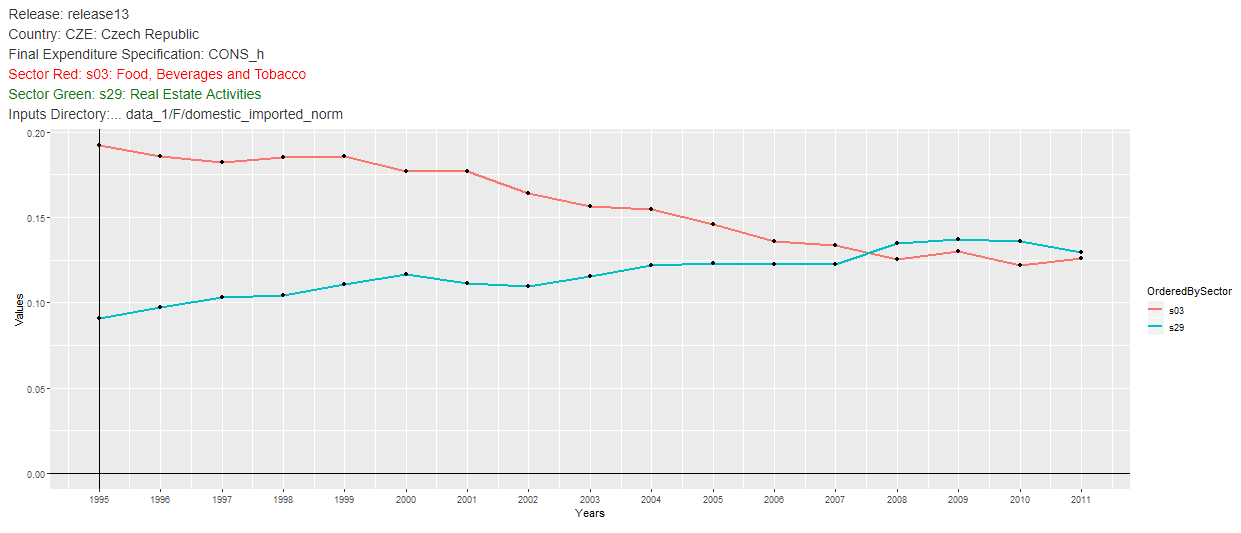 Release: release13
Country: CZE: Czech Republic
Final Expenditure Specification: CONS_h
Sector Red: s03: Food, Beverages and Tobacco
Sector Green: s29: Real Estate Activities
Inputs Directory:... data_1/F/domestic_imported_norm
0.20
0.15
0.10
0.05
0.00
Values
1995 1996 1997 1998 1999 2000 2001 2002 2003 2004 2005 2006 2007 2008 2009 2010 2011
Years
OrderedBySector
s03
s29